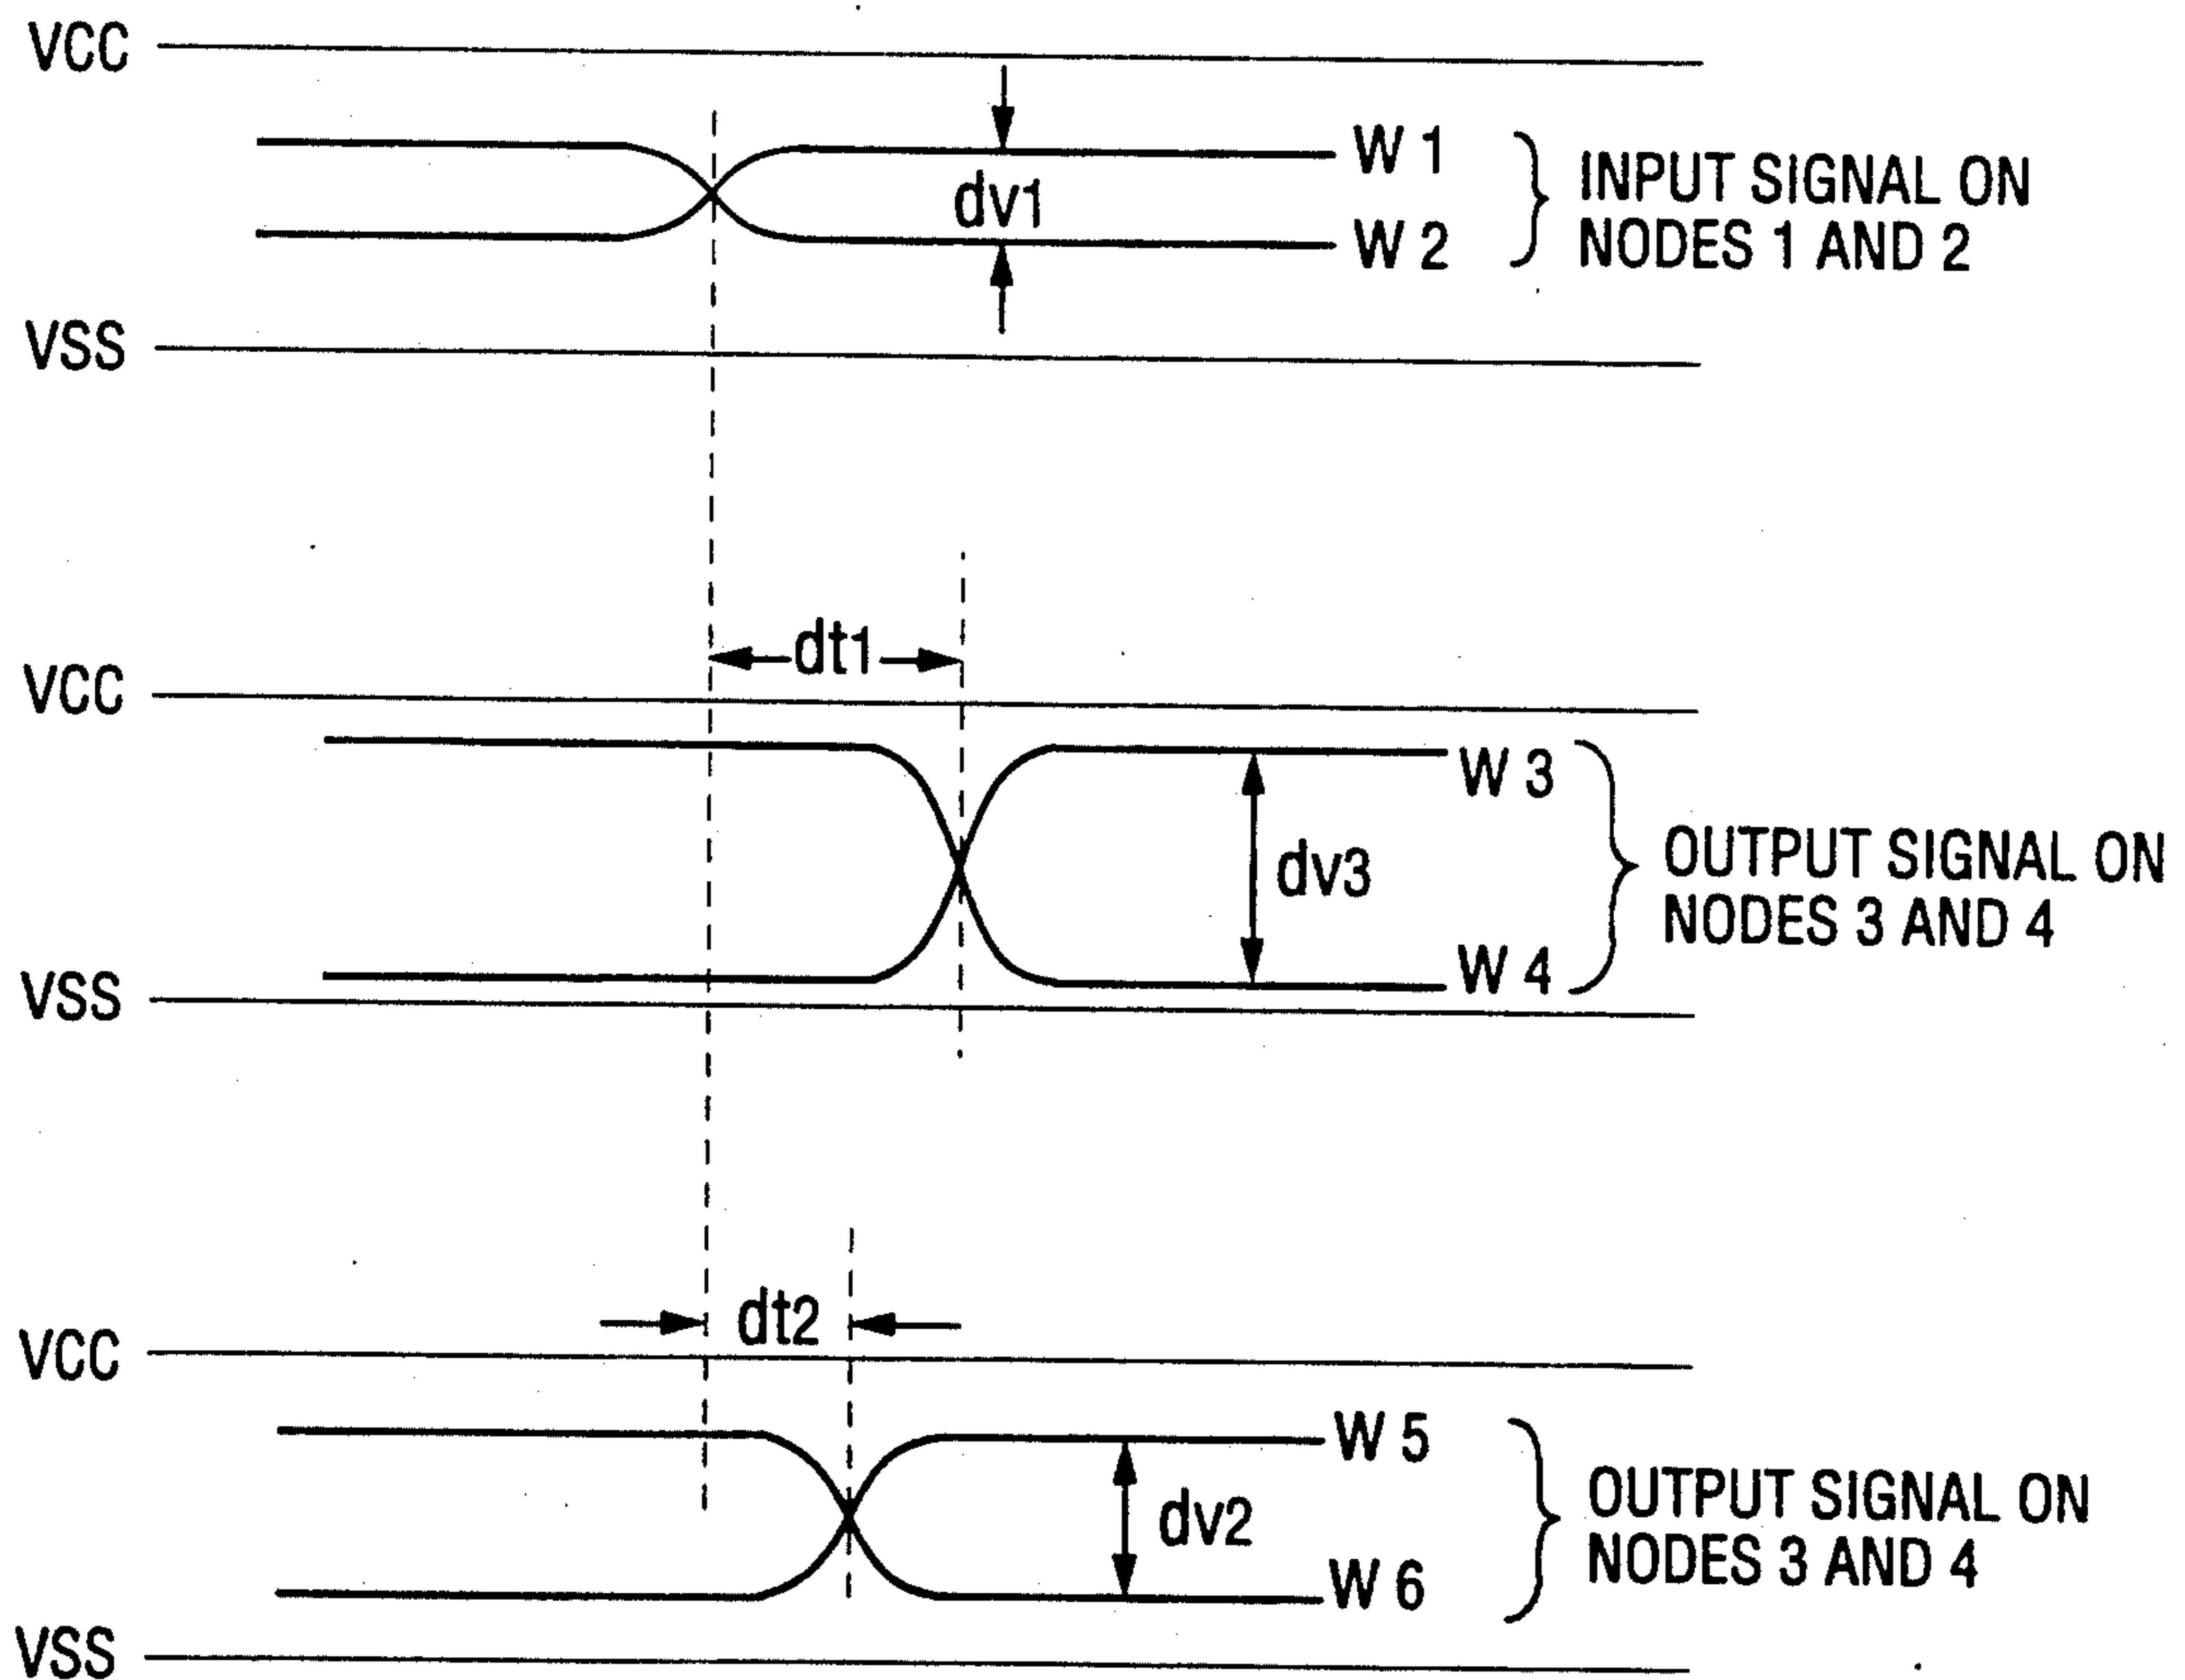 VCC
W 1
dv1
W 2
INPUT SIGNAL ON
NODES 1 AND 2
VSS
dt1
VCC
W 3
dv3
W 4
OUTPUT SIGNAL ON
NODES 3 AND 4
VSS
dt2
VCC
W 5
dv2
W 6
OUTPUT SIGNAL ON
NODES 3 AND 4
VSS